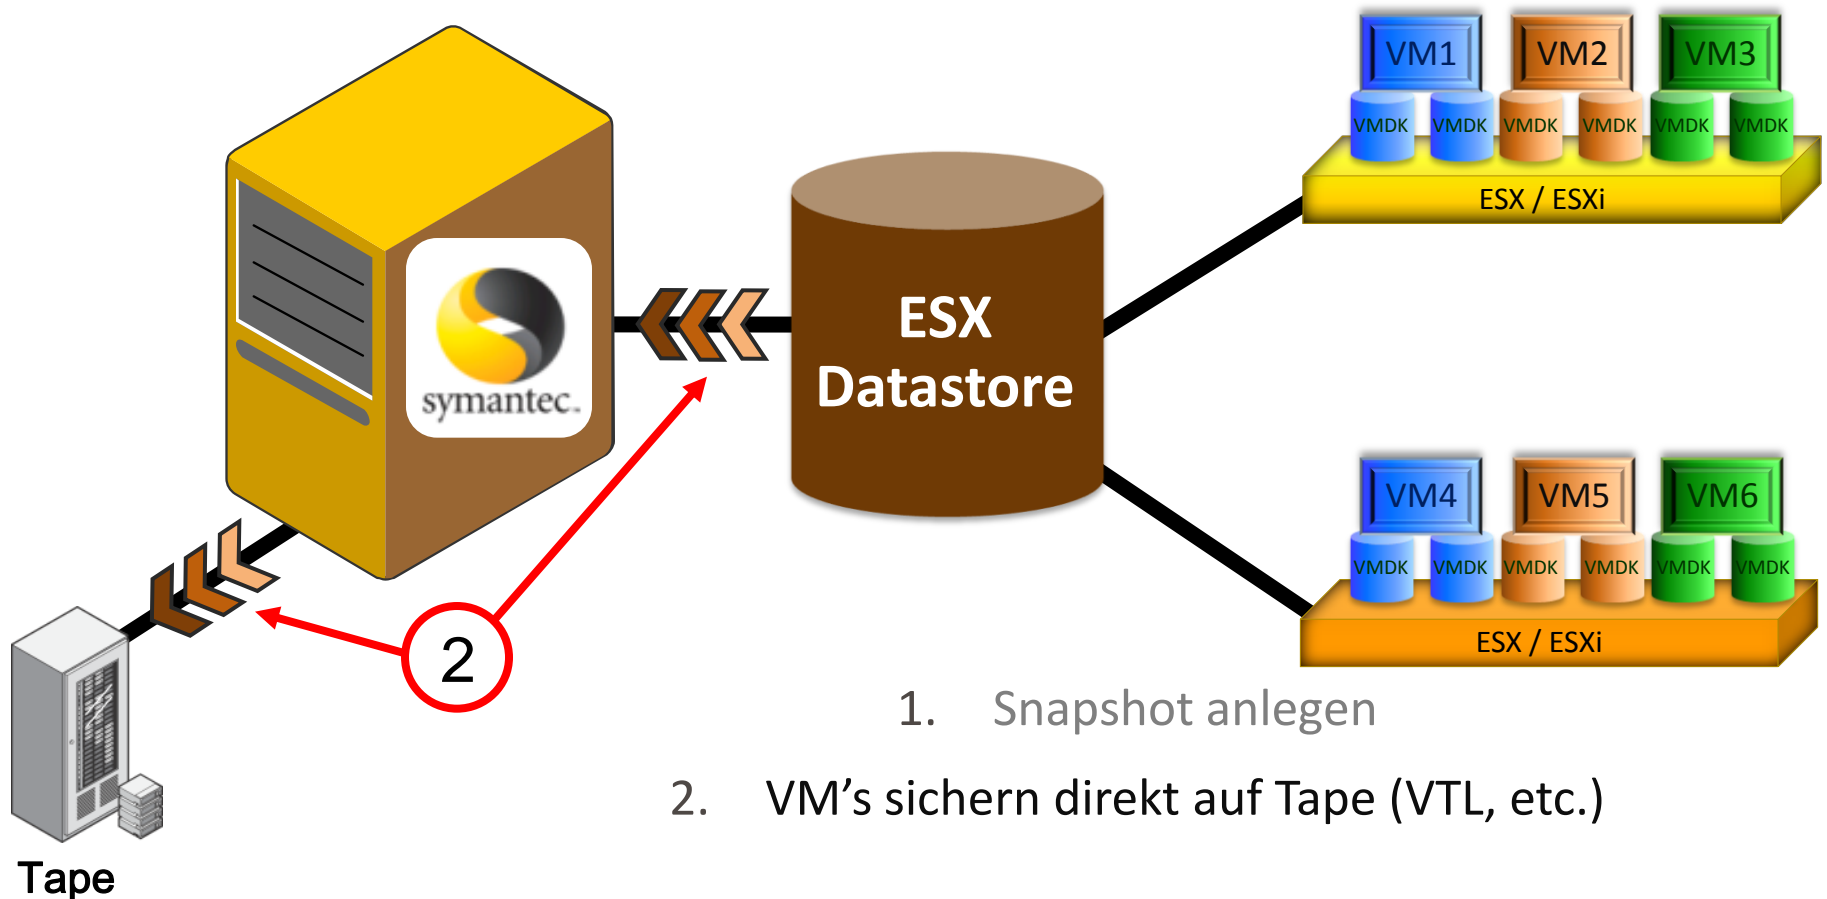 VM1 VM2 VM3
VMDK VMDK VMDK VMDK VMDK VMDK
ESX / ESXi
symantec™
ESX
Datastore
VM4 VM5 VM6
VMDK VMDK VMDK VMDK VMDK VMDK
ESX / ESXi
2
1. Snapshot anlegen
2. VM’s sichern direkt auf Tape (VTL, etc.)
Tape